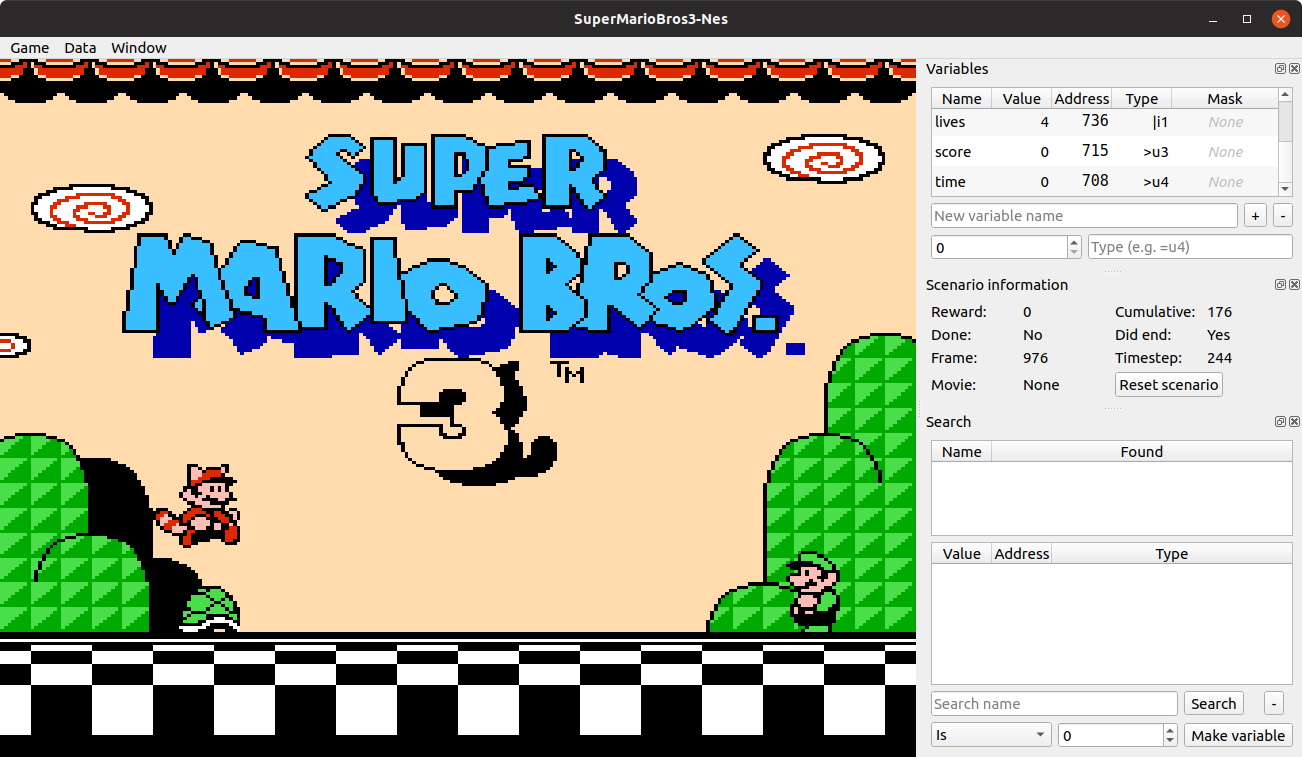 SuperMarioBros3-Nes
Game Data Window
SUPER
MARIO BROS.
3 TM
Variables
Name Value Address Type Mask
lives 4 736 |i1 None
score 0 715 >u3 None
time 0 708 >u4 None
New variable name + -
0 Type (e.g. =u4)
Scenario information
Reward: 0 Cumulative: 176
Done: No Did end: Yes
Frame: 976 Timestep: 244
Movie: None Reset scenario
Search
Name Found
Value Address Type
Search name Search -
Is 0 Make variable